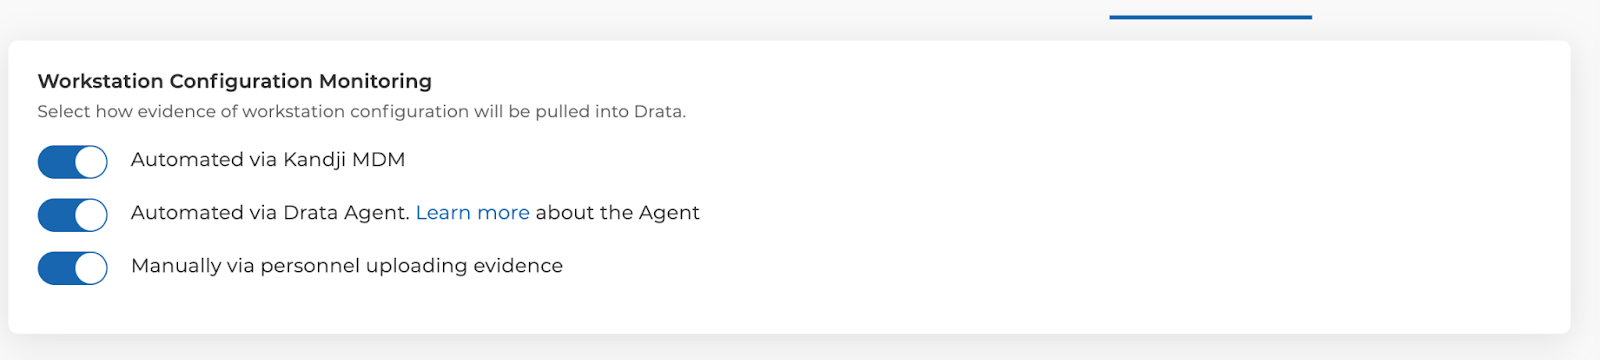 Workstation Configuration Monitoring
Select how evidence of workstation configuration will be pulled into Drata.
Automated via Kandji MDM
Automated via Drata Agent. Learn more about the Agent
Manually via personnel uploading evidence